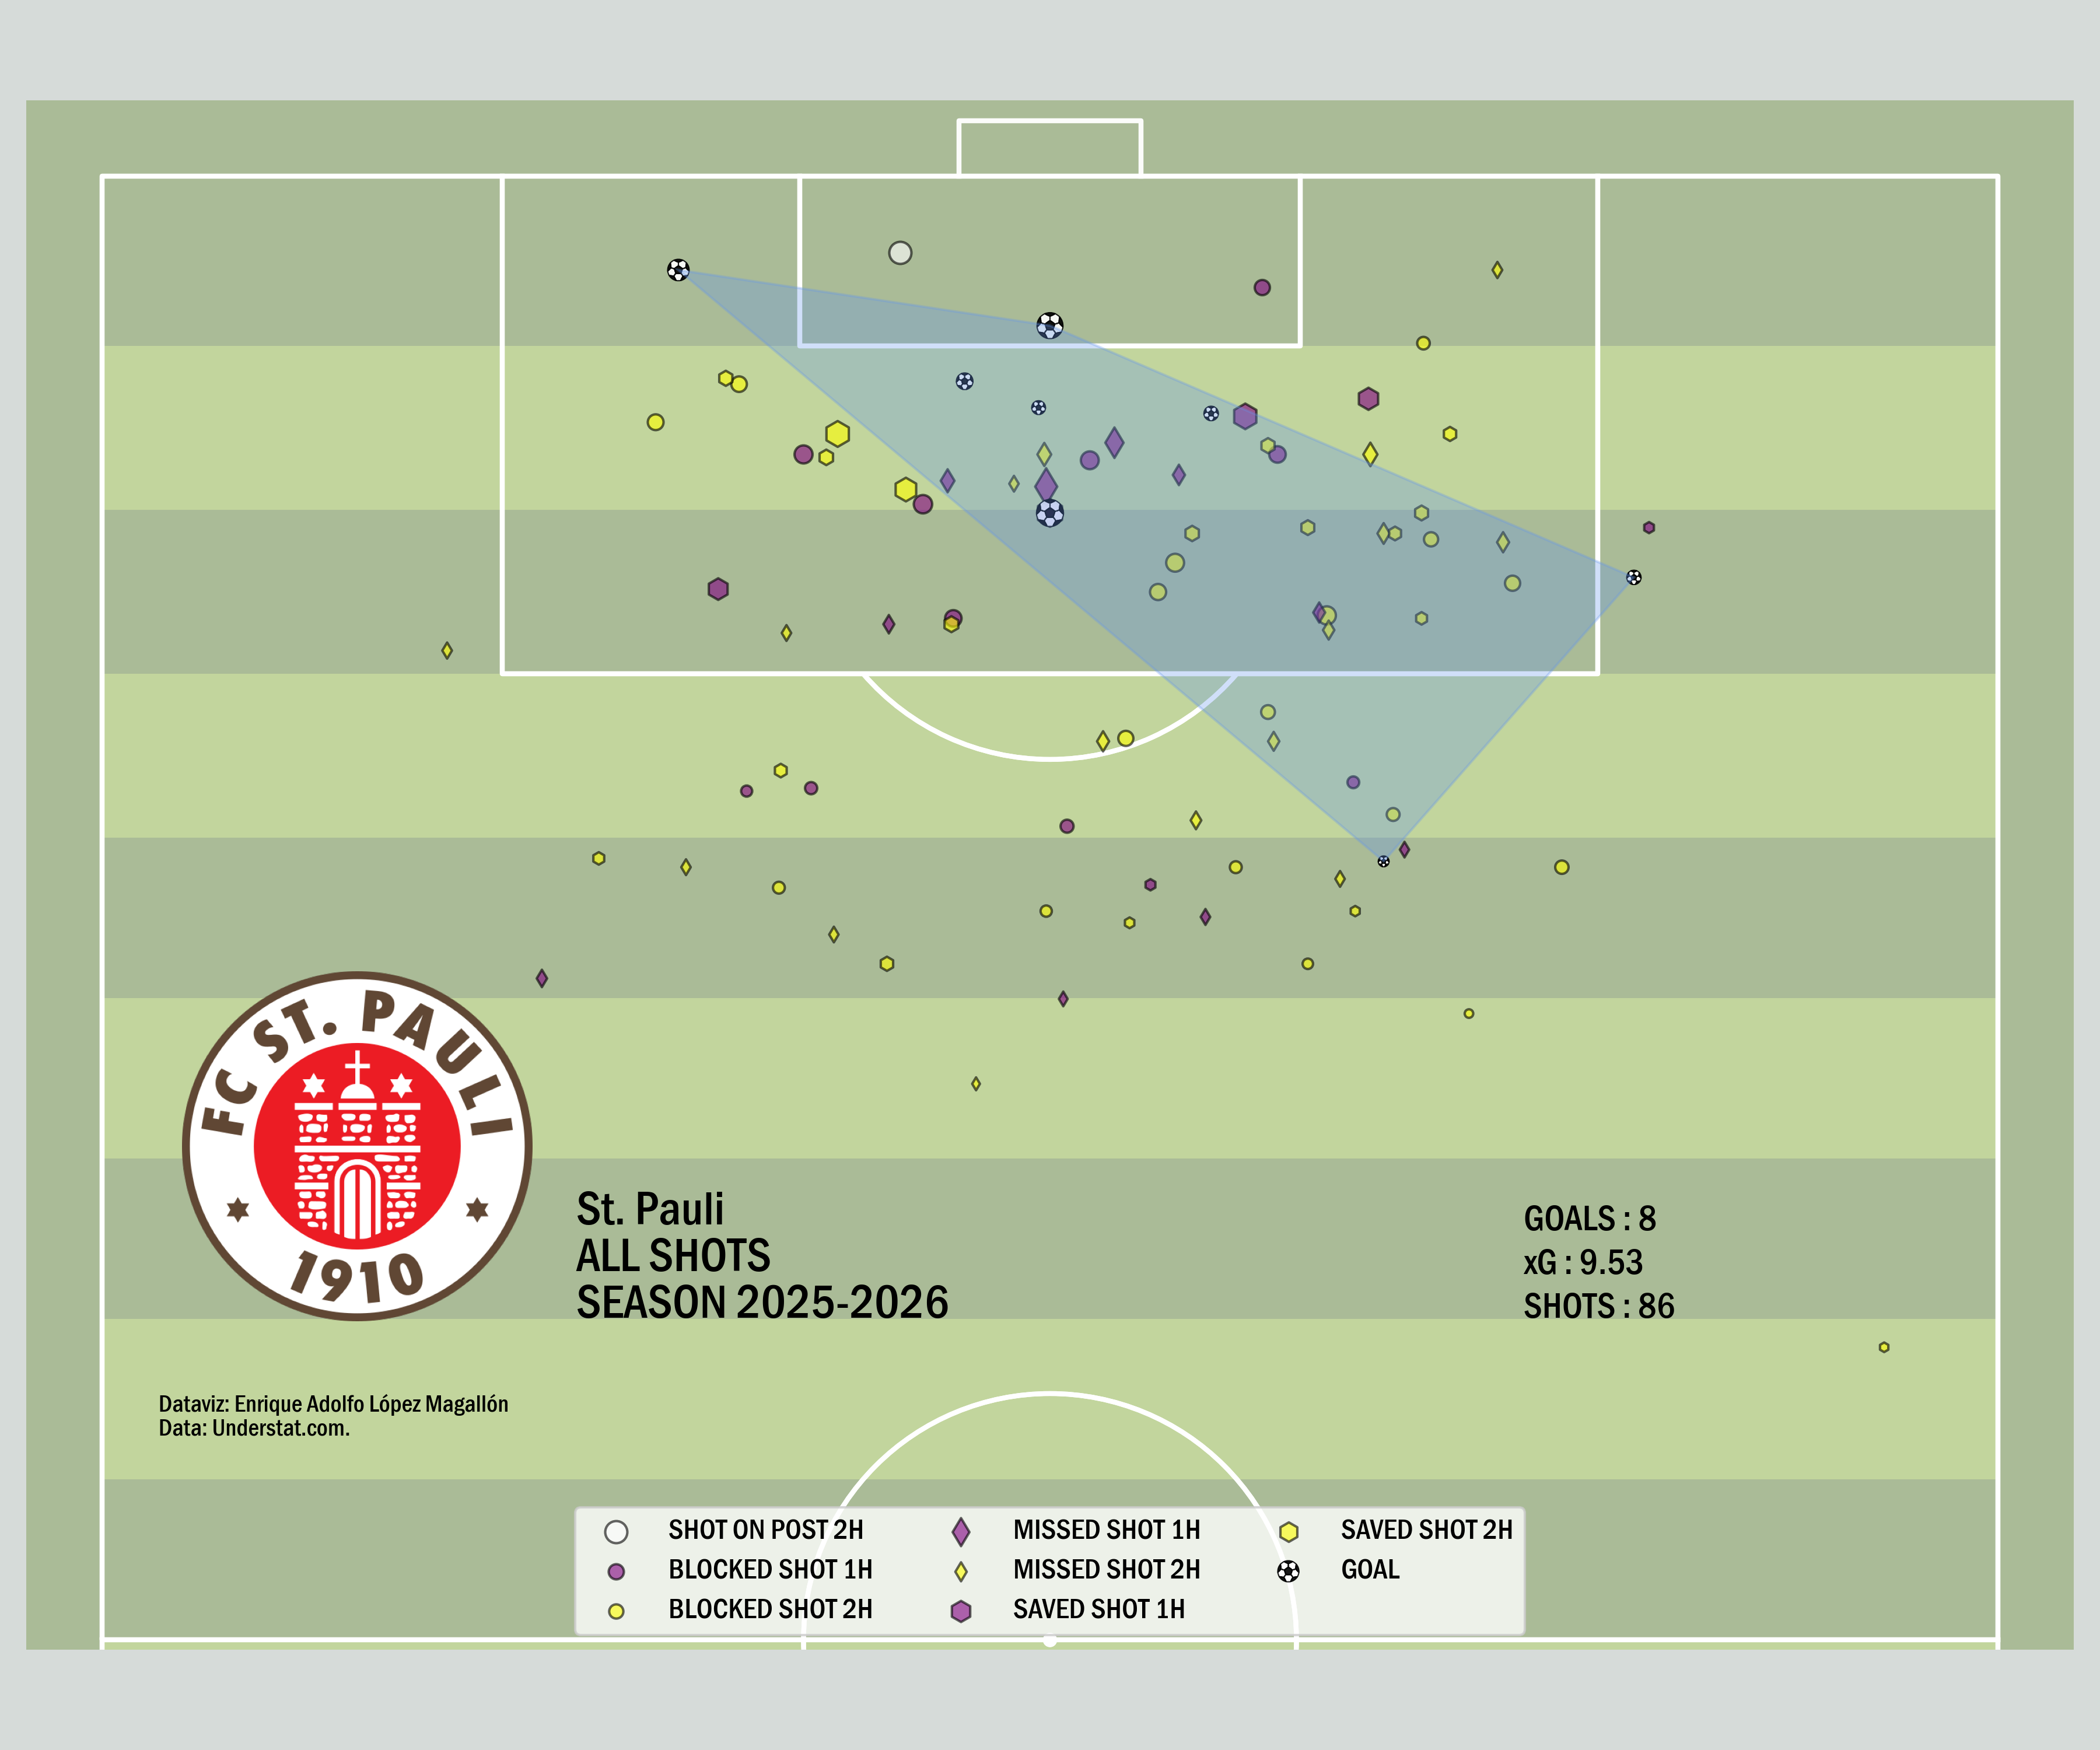 FC ST. PAULI
1910
St. Pauli
ALL SHOTS
SEASON 2025-2026
GOALS : 8
xG : 9.53
SHOTS : 86
Dataviz: Enrique Adolfo López Magallón
Data: Understat.com.
SHOT ON POST 2H
BLOCKED SHOT 1H
BLOCKED SHOT 2H
MISSED SHOT 1H
MISSED SHOT 2H
SAVED SHOT 1H
SAVED SHOT 2H
GOAL